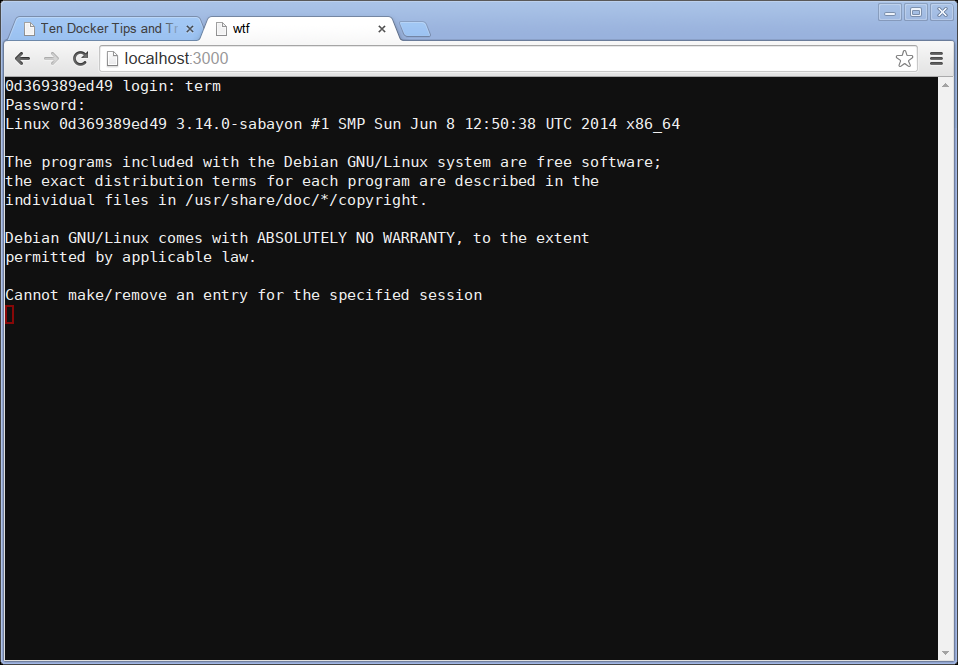 Ten Docker Tips and Tr
wtf
localhost:3000
0d369389ed49 login: term
Password:
Linux 0d369389ed49 3.14.0-sabayon #1 SMP Sun Jun 8 12:50:38 UTC 2014 x86_64
The programs included with the Debian GNU/Linux system are free software;
the exact distribution terms for each program are described in the
individual files in /usr/share/doc/*/copyright.
Debian GNU/Linux comes with ABSOLUTELY NO WARRANTY, to the extent
permitted by applicable law.
Cannot make/remove an entry for the specified session